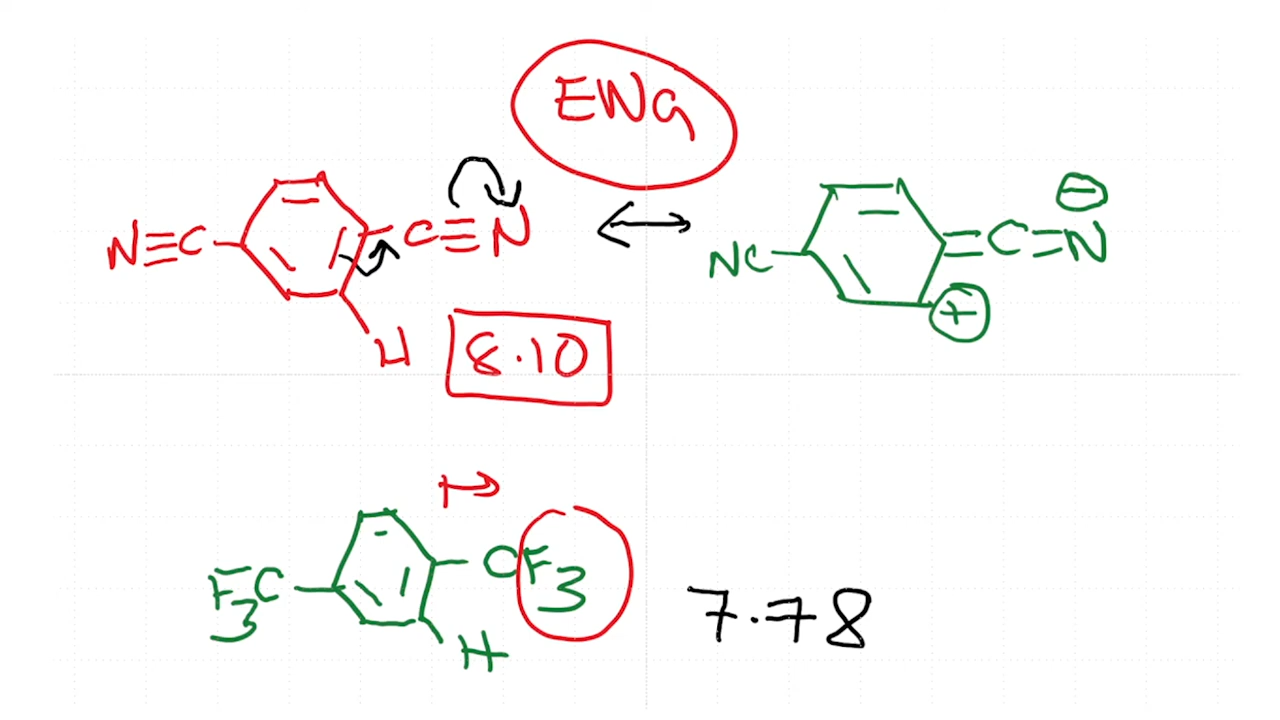 EWG
N≡C C≡N
H
8.10
NC =C=N ⊖
⊕
F3C CF3
H
7.78